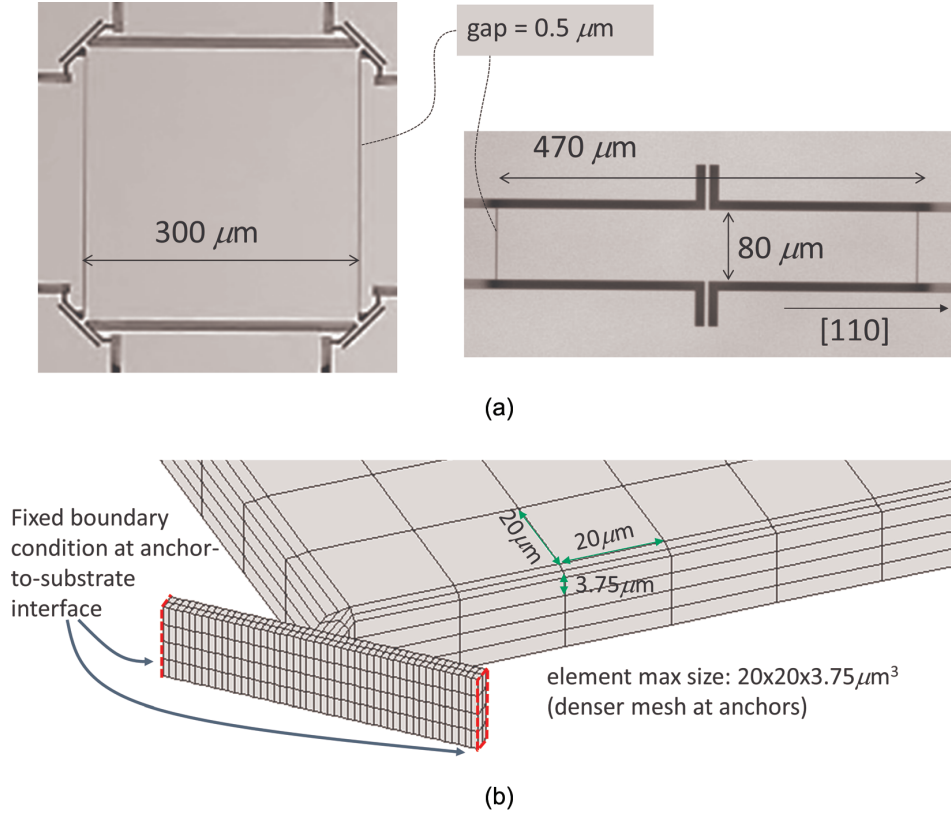 gap = 0.5 μm
470 μm
300 μm
80 μm
[110]
(a)
Fixed boundary
condition at anchor-
to-substrate
interface
20μm
20μm
3.75μm
element max size: 20x20x3.75μm³
(denser mesh at anchors)
(b)